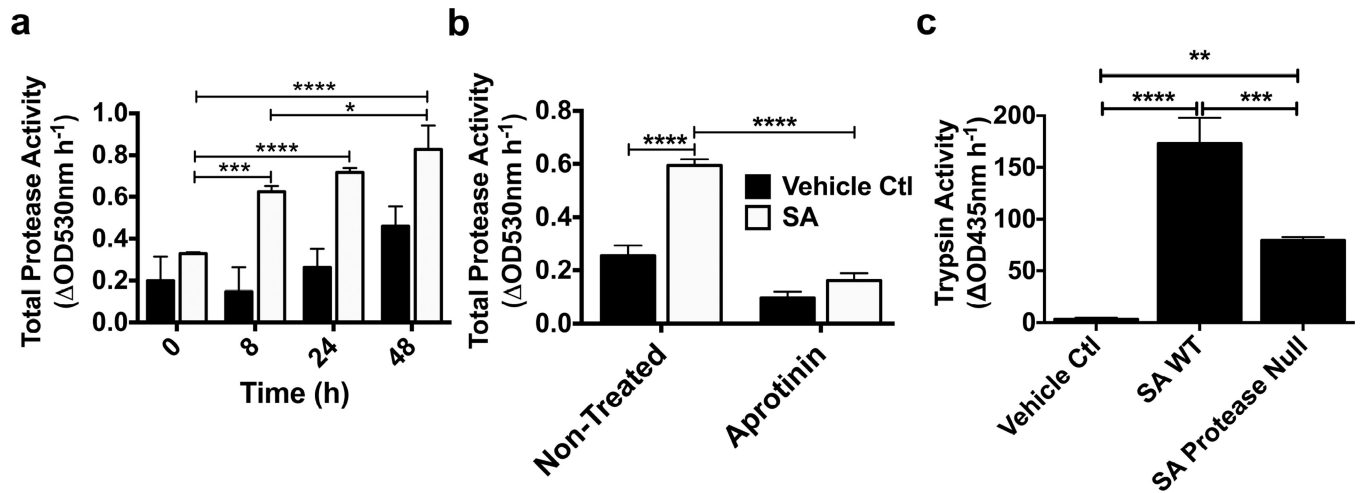 a
Total Protease Activity
(ΔOD530nm h-1)
1.0
0.8
0.6
0.4
0.2
0.0
****
*
****
***
0
8
24
48
Time (h)
b
Total Protease Activity
(ΔOD530nm h-1)
0.8
0.6
0.4
0.2
0.0
****
****
Vehicle Ctl
SA
Non-Treated
Aprotinin
c
Trypsin Activity
(ΔOD435nm h-1)
200
150
100
50
0
**
****
***
Vehicle Ctl
SA WT
SA Protease Null